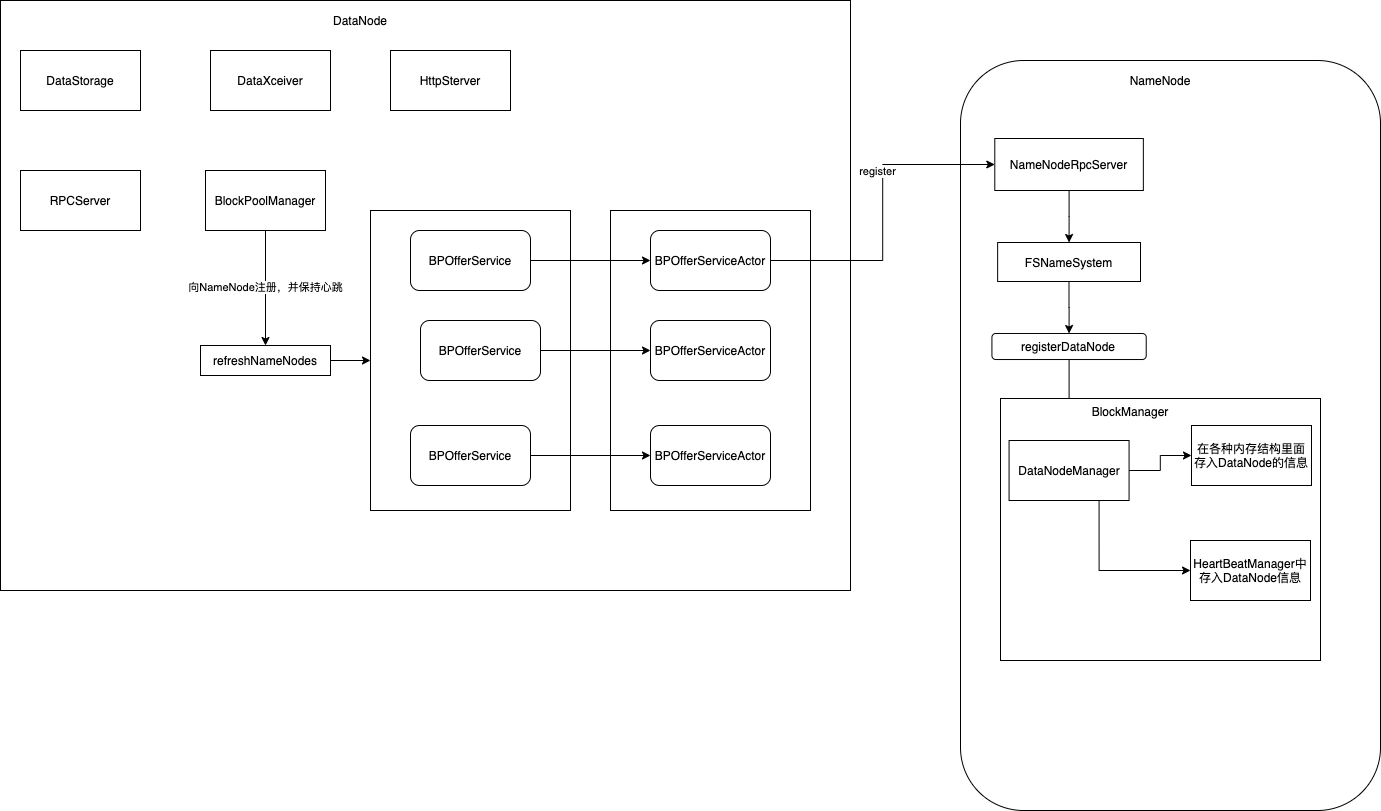 DataNode
DataStorage
DataXceiver
HttpSterver
RPCServer
BlockPoolManager
向NameNode注册，并保持心跳
refreshNameNodes
BPOfferService
BPOfferServiceActor
BPOfferService
BPOfferServiceActor
BPOfferService
BPOfferServiceActor
register
NameNode
NameNodeRpcServer
FSNameSystem
registerDataNode
BlockManager
DataNodeManager
在各种内存结构里面
存入DataNode的信息
HeartBeatManager中
存入DataNode信息